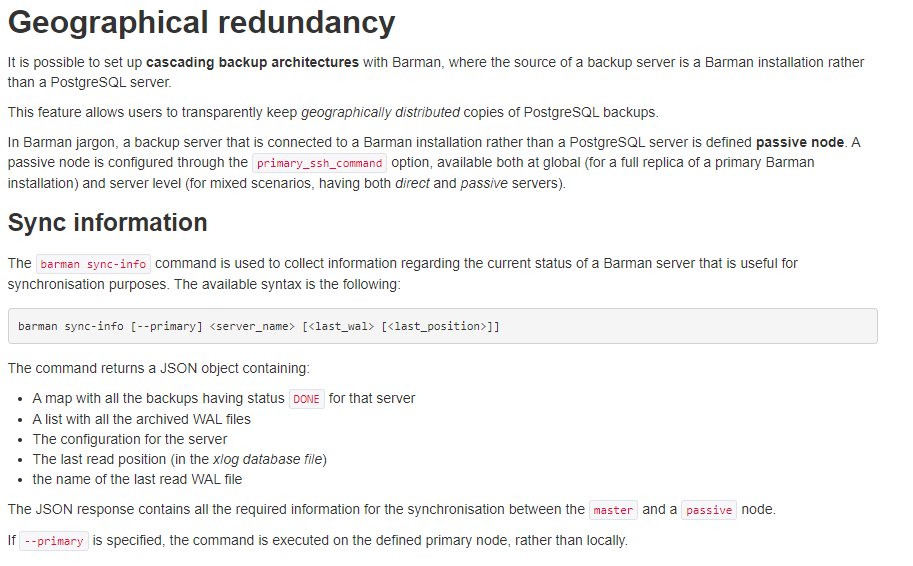 Geographical redundancy
It is possible to set up cascading backup architectures with Barman, where the source of a backup server is a Barman installation rather
than a PostgreSQL server.
This feature allows users to transparently keep geographically distributed copies of PostgreSQL backups.
In Barman jargon, a backup server that is connected to a Barman installation rather than a PostgreSQL server is defined passive node. A
passive node is configured through the primary_ssh_command option, available both at global (for a full replica of a primary Barman
installation) and server level (for mixed scenarios, having both direct and passive servers).
Sync information
The barman sync-info command is used to collect information regarding the current status of a Barman server that is useful for
synchronisation purposes. The available syntax is the following:
barman sync-info [--primary] <server_name> [<last_wal> [<last_position>]]
The command returns a JSON object containing:
• A map with all the backups having status DONE for that server
• A list with all the archived WAL files
• The configuration for the server
• The last read position (in the xlog database file)
• the name of the last read WAL file
The JSON response contains all the required information for the synchronisation between the master and a passive node.
If --primary is specified, the command is executed on the defined primary node, rather than locally.